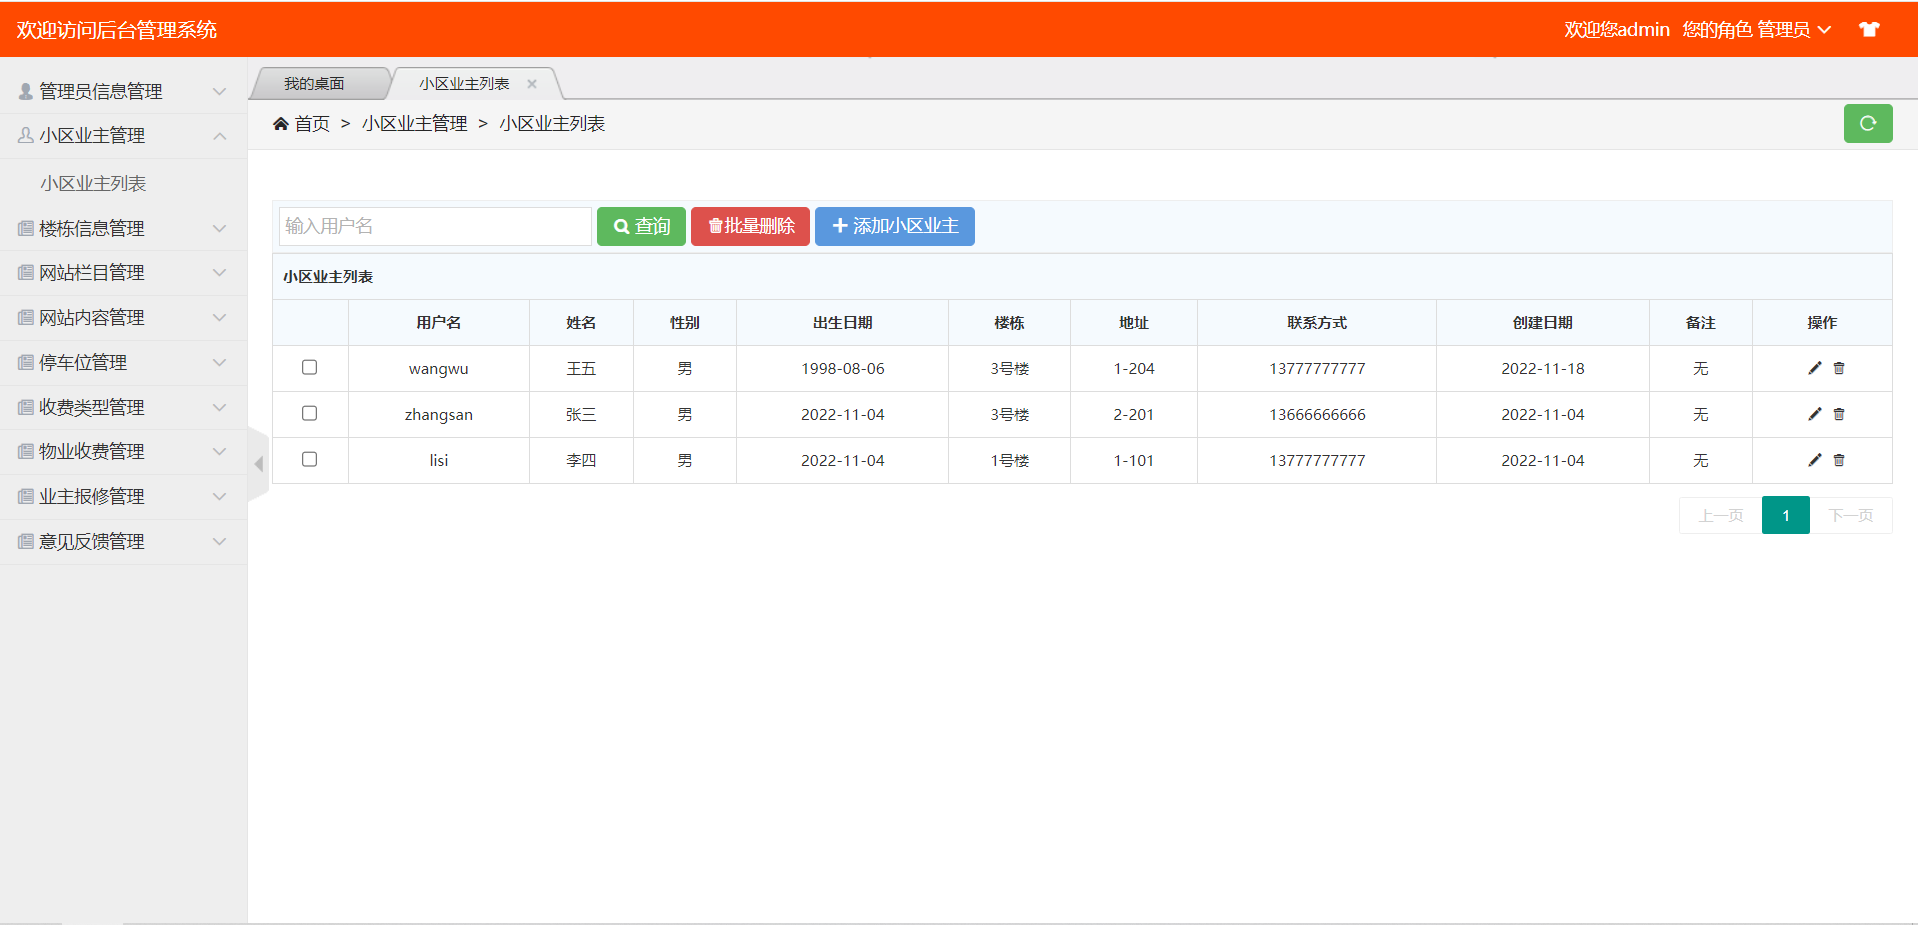 欢迎访问后台管理系统
欢迎您admin 您的角色 管理员
管理员信息管理
小区业主管理
小区业主列表
楼栋信息管理
网站栏目管理
网站内容管理
停车位管理
收费类型管理
物业收费管理
业主报修管理
意见反馈管理
我的桌面 小区业主列表
首页 > 小区业主管理 > 小区业主列表
输入用户名 查询 批量删除 添加小区业主
小区业主列表
用户名 姓名 性别 出生日期 楼栋 地址 联系方式 创建日期 备注 操作
wangwu 王五 男 1998-08-06 3号楼 1-204 13777777777 2022-11-18 无
zhangsan 张三 男 2022-11-04 3号楼 2-201 13666666666 2022-11-04 无
lisi 李四 男 2022-11-04 1号楼 1-101 13777777777 2022-11-04 无
上一页 1 下一页